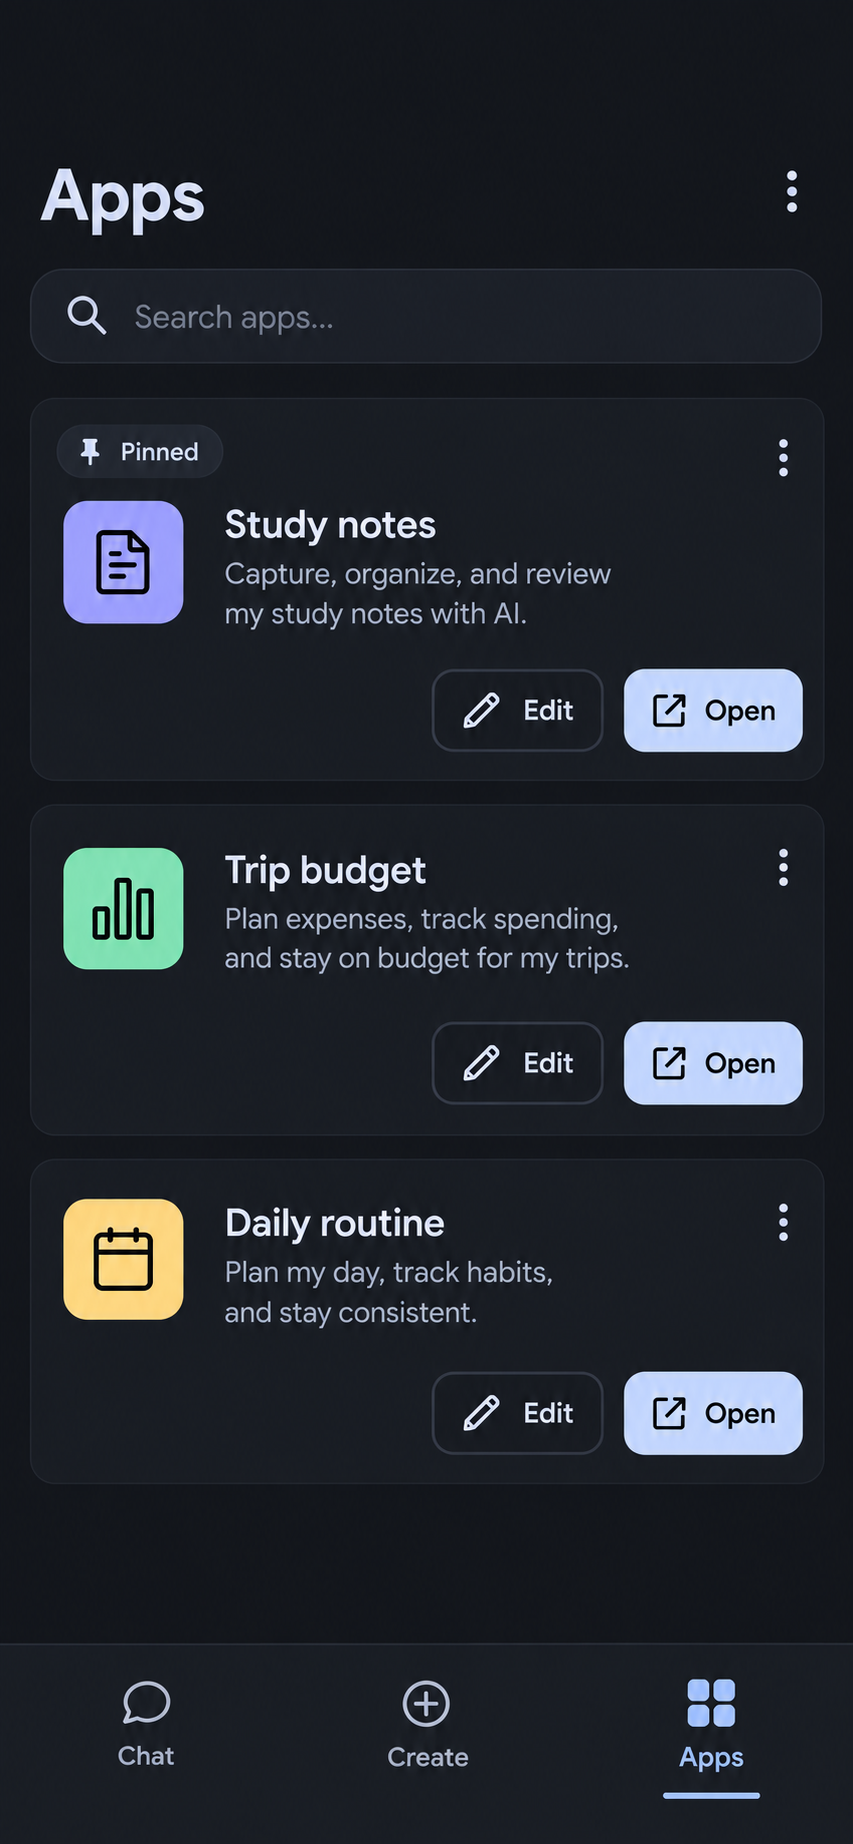 Apps
Search apps...
Pinned
Study notes
Capture, organize, and review
my study notes with AI.
Edit
Open
Trip budget
Plan expenses, track spending,
and stay on budget for my trips.
Edit
Open
Daily routine
Plan my day, track habits,
and stay consistent.
Edit
Open
Chat
Create
Apps